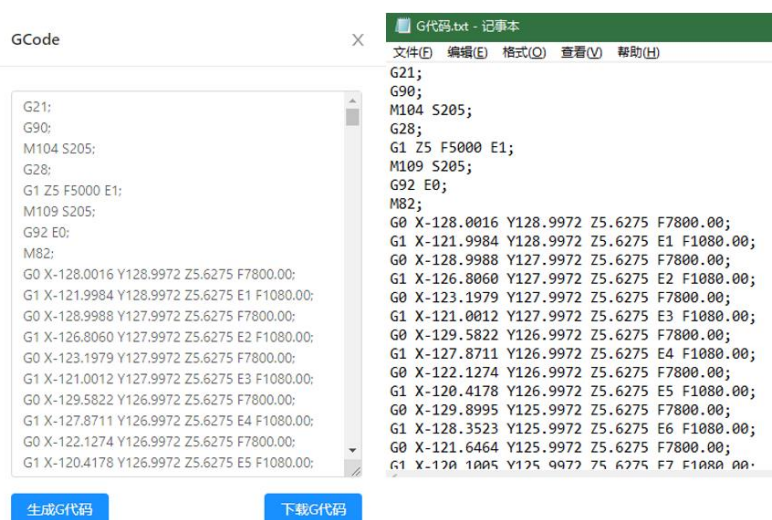 GCode
G21;
G90;
M104 S205;
G28;
G1 Z5 F5000 E1;
M109 S205;
G92 E0;
M82;
G0 X-128.0016 Y128.9972 Z5.6275 F7800.00;
G1 X-121.9984 Y128.9972 Z5.6275 E1 F1080.00;
G0 X-128.9988 Y127.9972 Z5.6275 F7800.00;
G1 X-126.8060 Y127.9972 Z5.6275 E2 F1080.00;
G0 X-123.1979 Y127.9972 Z5.6275 F7800.00;
G1 X-121.0012 Y127.9972 Z5.6275 E3 F1080.00;
G0 X-129.5822 Y126.9972 Z5.6275 F7800.00;
G1 X-127.8711 Y126.9972 Z5.6275 E4 F1080.00;
G0 X-122.1274 Y126.9972 Z5.6275 F7800.00;
G1 X-120.4178 Y126.9972 Z5.6275 E5 F1080.00;
生成G代码
下载G代码
G代码.txt - 记事本
文件(F) 编辑(E) 格式(O) 查看(V) 帮助(H)
G21;
G90;
M104 S205;
G28;
G1 Z5 F5000 E1;
M109 S205;
G92 E0;
M82;
G0 X-128.0016 Y128.9972 Z5.6275 F7800.00;
G1 X-121.9984 Y128.9972 Z5.6275 E1 F1080.00;
G0 X-128.9988 Y127.9972 Z5.6275 F7800.00;
G1 X-126.8060 Y127.9972 Z5.6275 E2 F1080.00;
G0 X-123.1979 Y127.9972 Z5.6275 F7800.00;
G1 X-121.0012 Y127.9972 Z5.6275 E3 F1080.00;
G0 X-129.5822 Y126.9972 Z5.6275 F7800.00;
G1 X-127.8711 Y126.9972 Z5.6275 E4 F1080.00;
G0 X-122.1274 Y126.9972 Z5.6275 F7800.00;
G1 X-120.4178 Y126.9972 Z5.6275 E5 F1080.00;
G0 X-129.8995 Y125.9972 Z5.6275 F7800.00;
G1 X-128.3523 Y125.9972 Z5.6275 E6 F1080.00;
G0 X-121.6464 Y125.9972 Z5.6275 F7800.00;
G1 X-120.1005 Y125.9972 Z5.6275 E7 F1080.00;